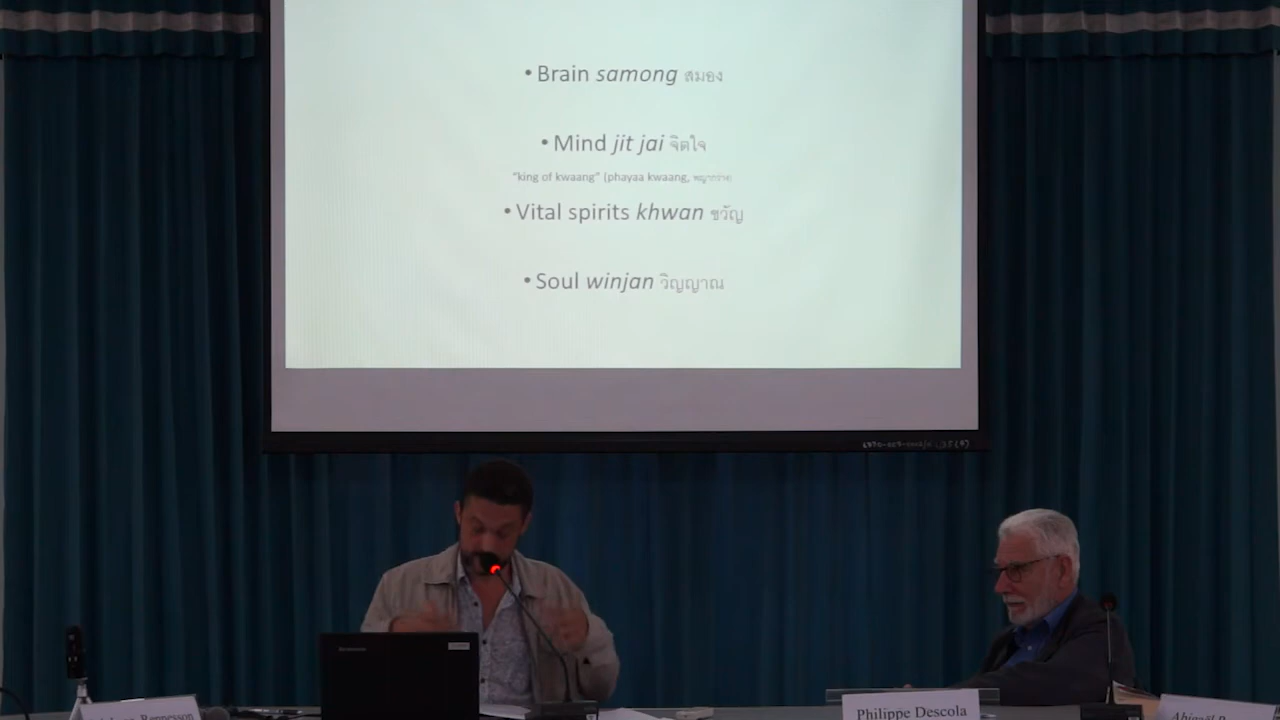 • Brain samong สมอง
• Mind jit jai จิตใจ
"king of kwaang" (phayaa kwaang,
• Vital spirits khwan ขวัญ
• Soul winjan วิญญาณ
Philippe Descola